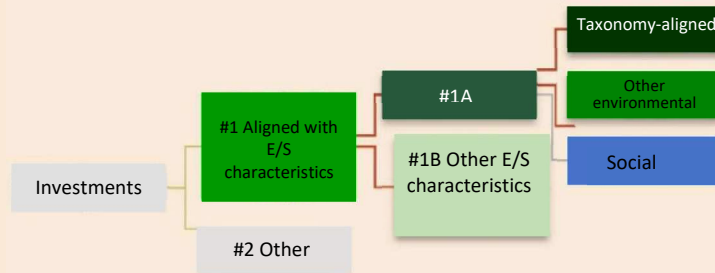 Taxonomy-aligned
#1A
Other
environmental
#1 Aligned with
E/S
characteristics
#1B Other E/S
characteristics
Social
Investments
#2 Other